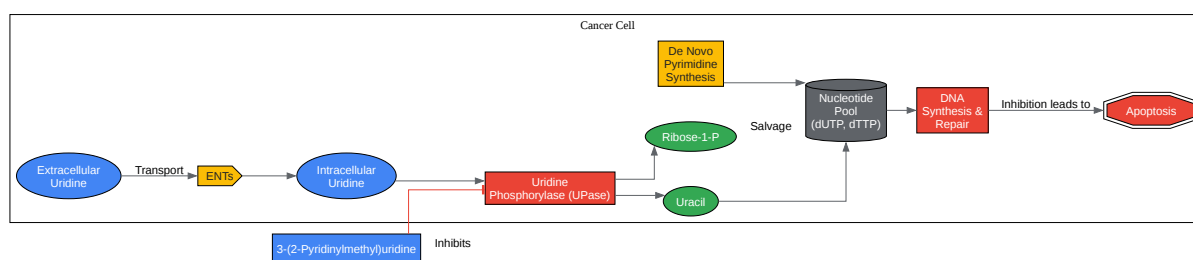 Cancer Cell
De Novo
Pyrimidine
Synthesis
Nucleotide
Pool
(dUTP, dTTP)
DNA
Synthesis &
Repair
Inhibition leads to
Apoptosis
Salvage
Ribose-1-P
Extracellular
Uridine
Transport
ENTs
Intracellular
Uridine
Uridine
Phosphorylase (UPase)
Uracil
3-(2-Pyridinylmethyl)uridine
Inhibits